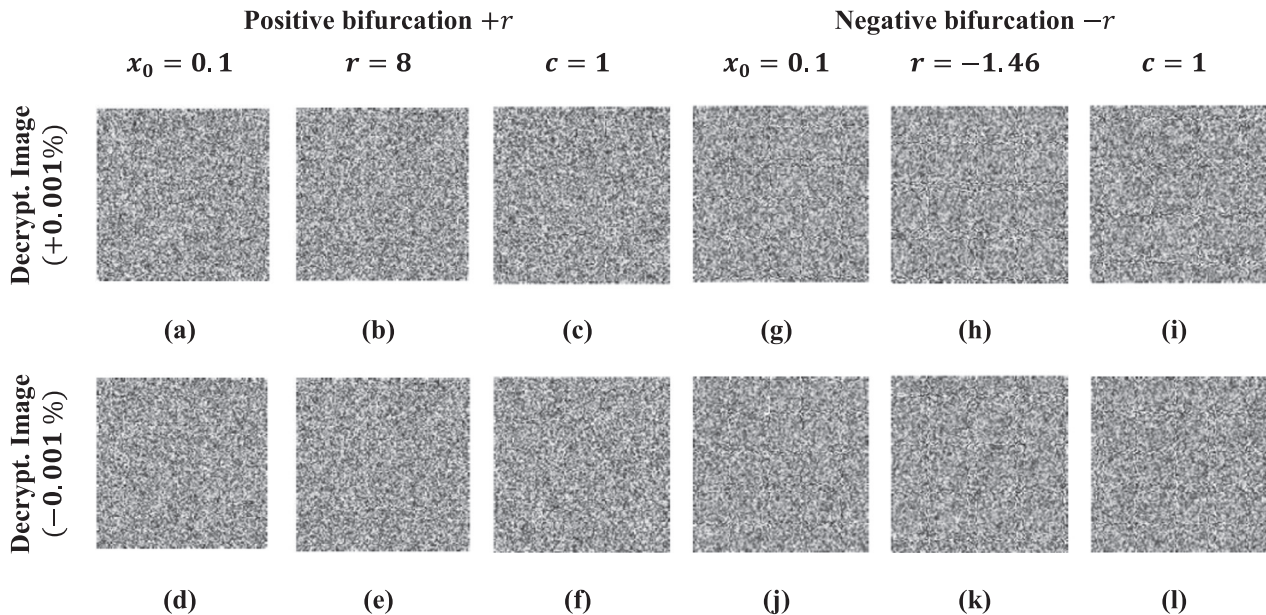 Positive bifurcation +r
Negative bifurcation −r
x₀ = 0.1
r = 8
c = 1
x₀ = 0.1
r = −1.46
c = 1
Decrypt. Image
(+0.001%)
(a)
(b)
(c)
(g)
(h)
(i)
Decrypt. Image
(−0.001%)
(d)
(e)
(f)
(j)
(k)
(l)